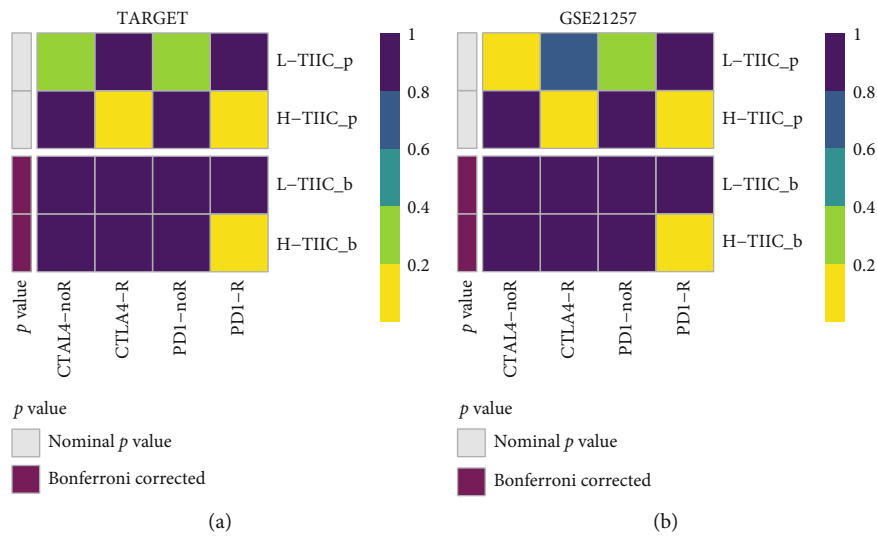 TARGET
L−TIIC_p
H−TIIC_p
L−TIIC_b
H−TIIC_b
1
0.8
0.6
0.4
0.2
p value
CTAL4−noR
CTLA4−R
PD1−noR
PD1−R
p value
Nominal p value
Bonferroni corrected
(a)
GSE21257
L−TIIC_p
H−TIIC_p
L−TIIC_b
H−TIIC_b
1
0.8
0.6
0.4
0.2
p value
CTAL4−noR
CTLA4−R
PD1−noR
PD1−R
p value
Nominal p value
Bonferroni corrected
(b)